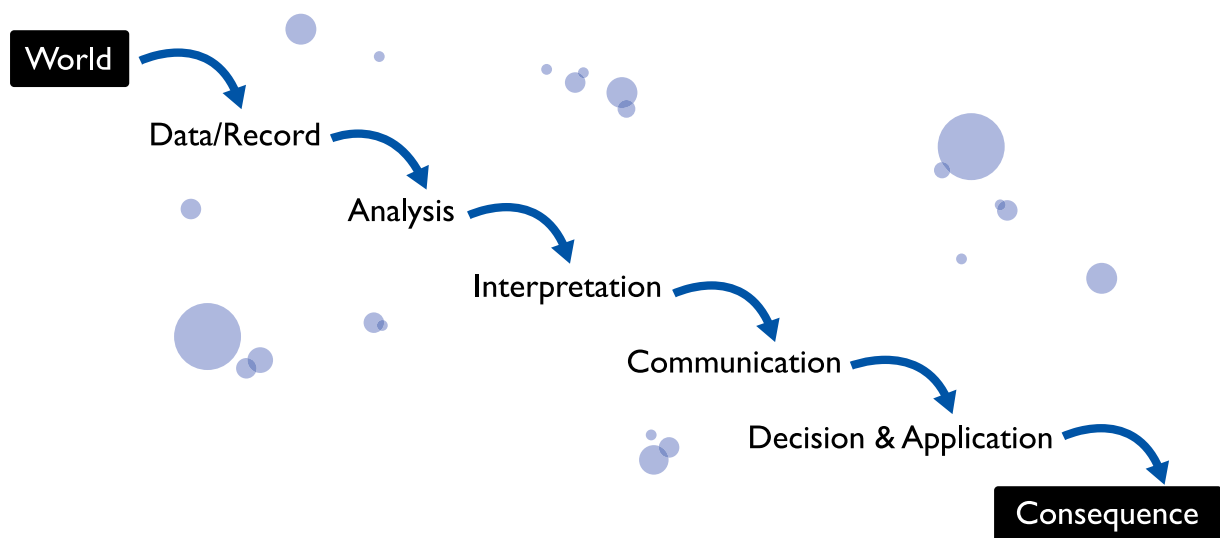 World
Data/Record
Analysis
Interpretation
Communication
Decision & Application
Consequence